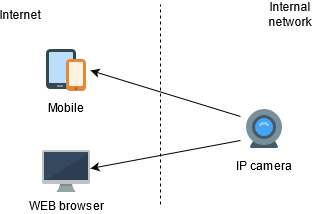 Internet
Internal
network
Mobile
IP camera
WEB browser